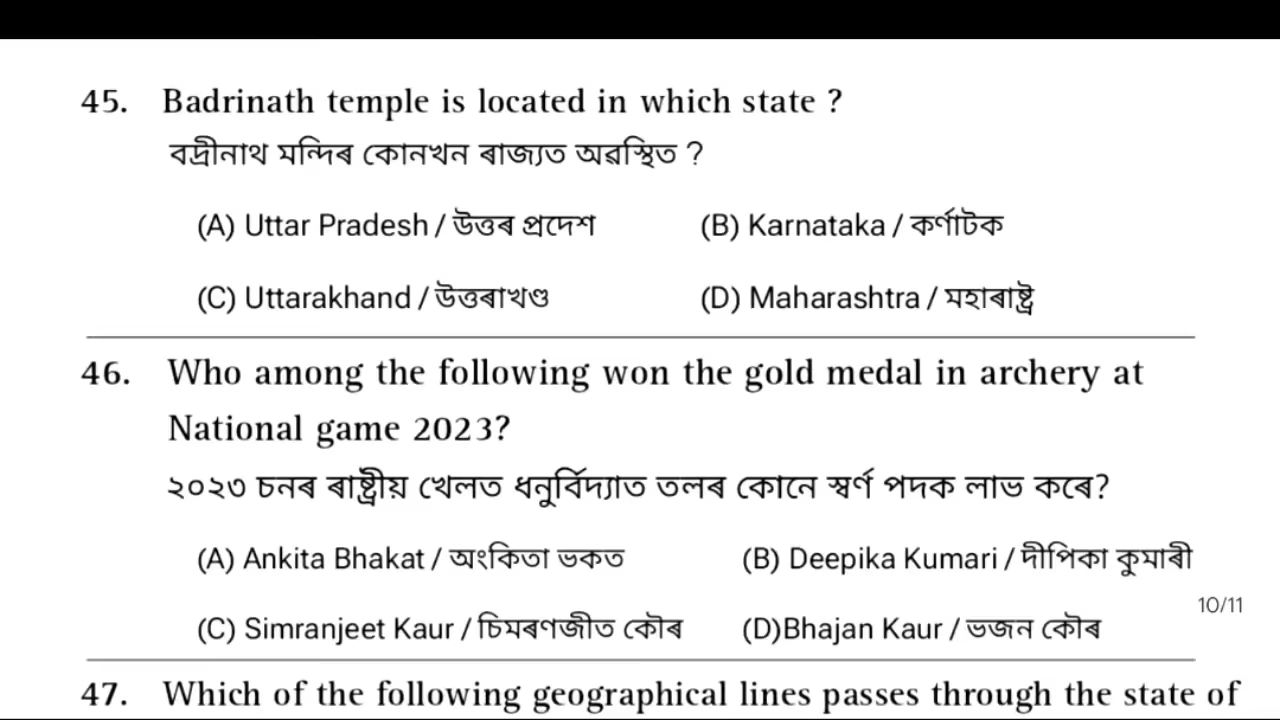 45. Badrinath temple is located in which state ?
বদ্ৰীনাথ মন্দিৰ কোনখন ৰাজ্যত অৱস্থিত ?
(A) Uttar Pradesh / উত্তৰ প্ৰদেশ (B) Karnataka / কৰ্ণাটক
(C) Uttarakhand / উত্তৰাখণ্ড (D) Maharashtra / মহাৰাষ্ট্ৰ
46. Who among the following won the gold medal in archery at
National game 2023?
২০২৩ চনৰ ৰাষ্ট্ৰীয় খেলত ধনুৰ্বিদ্যাত তলৰ কোনে স্বৰ্ণ পদক লাভ কৰে?
(A) Ankita Bhakat / অংকিতা ভকত (B) Deepika Kumari / দীপিকা কুমাৰী
10/11
(C) Simranjeet Kaur / চিমৰণজীত কৌৰ (D)Bhajan Kaur / ভজন কৌৰ
47. Which of the following geographical lines passes through the state of